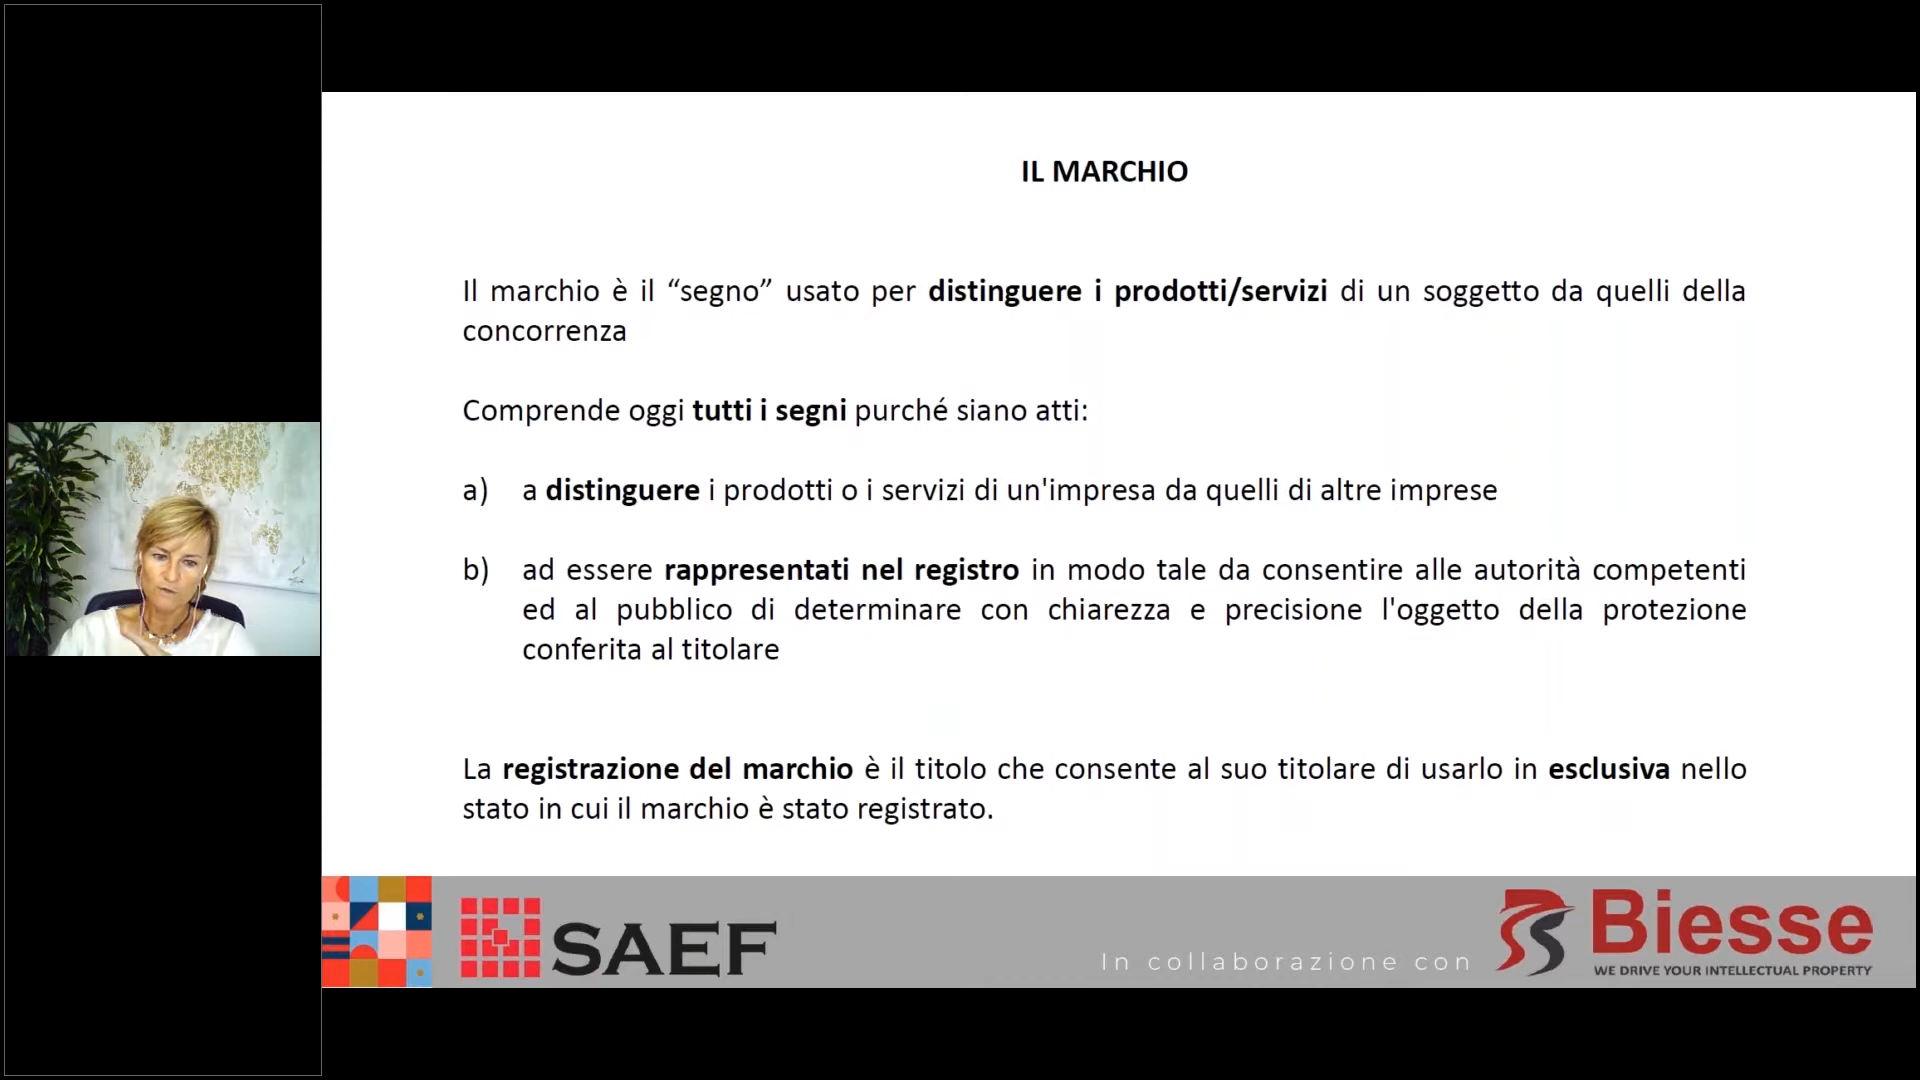 IL MARCHIO
Il marchio è il “segno” usato per distinguere i prodotti/servizi di un soggetto da quelli della
concorrenza
Comprende oggi tutti i segni purché siano atti:
a) a distinguere i prodotti o i servizi di un'impresa da quelli di altre imprese
b) ad essere rappresentati nel registro in modo tale da consentire alle autorità competenti
ed al pubblico di determinare con chiarezza e precisione l'oggetto della protezione
conferita al titolare
La registrazione del marchio è il titolo che consente al suo titolare di usarlo in esclusiva nello
stato in cui il marchio è stato registrato.
SAEF
In collaborazione con
Biesse
WE DRIVE YOUR INTELLECTUAL PROPERTY